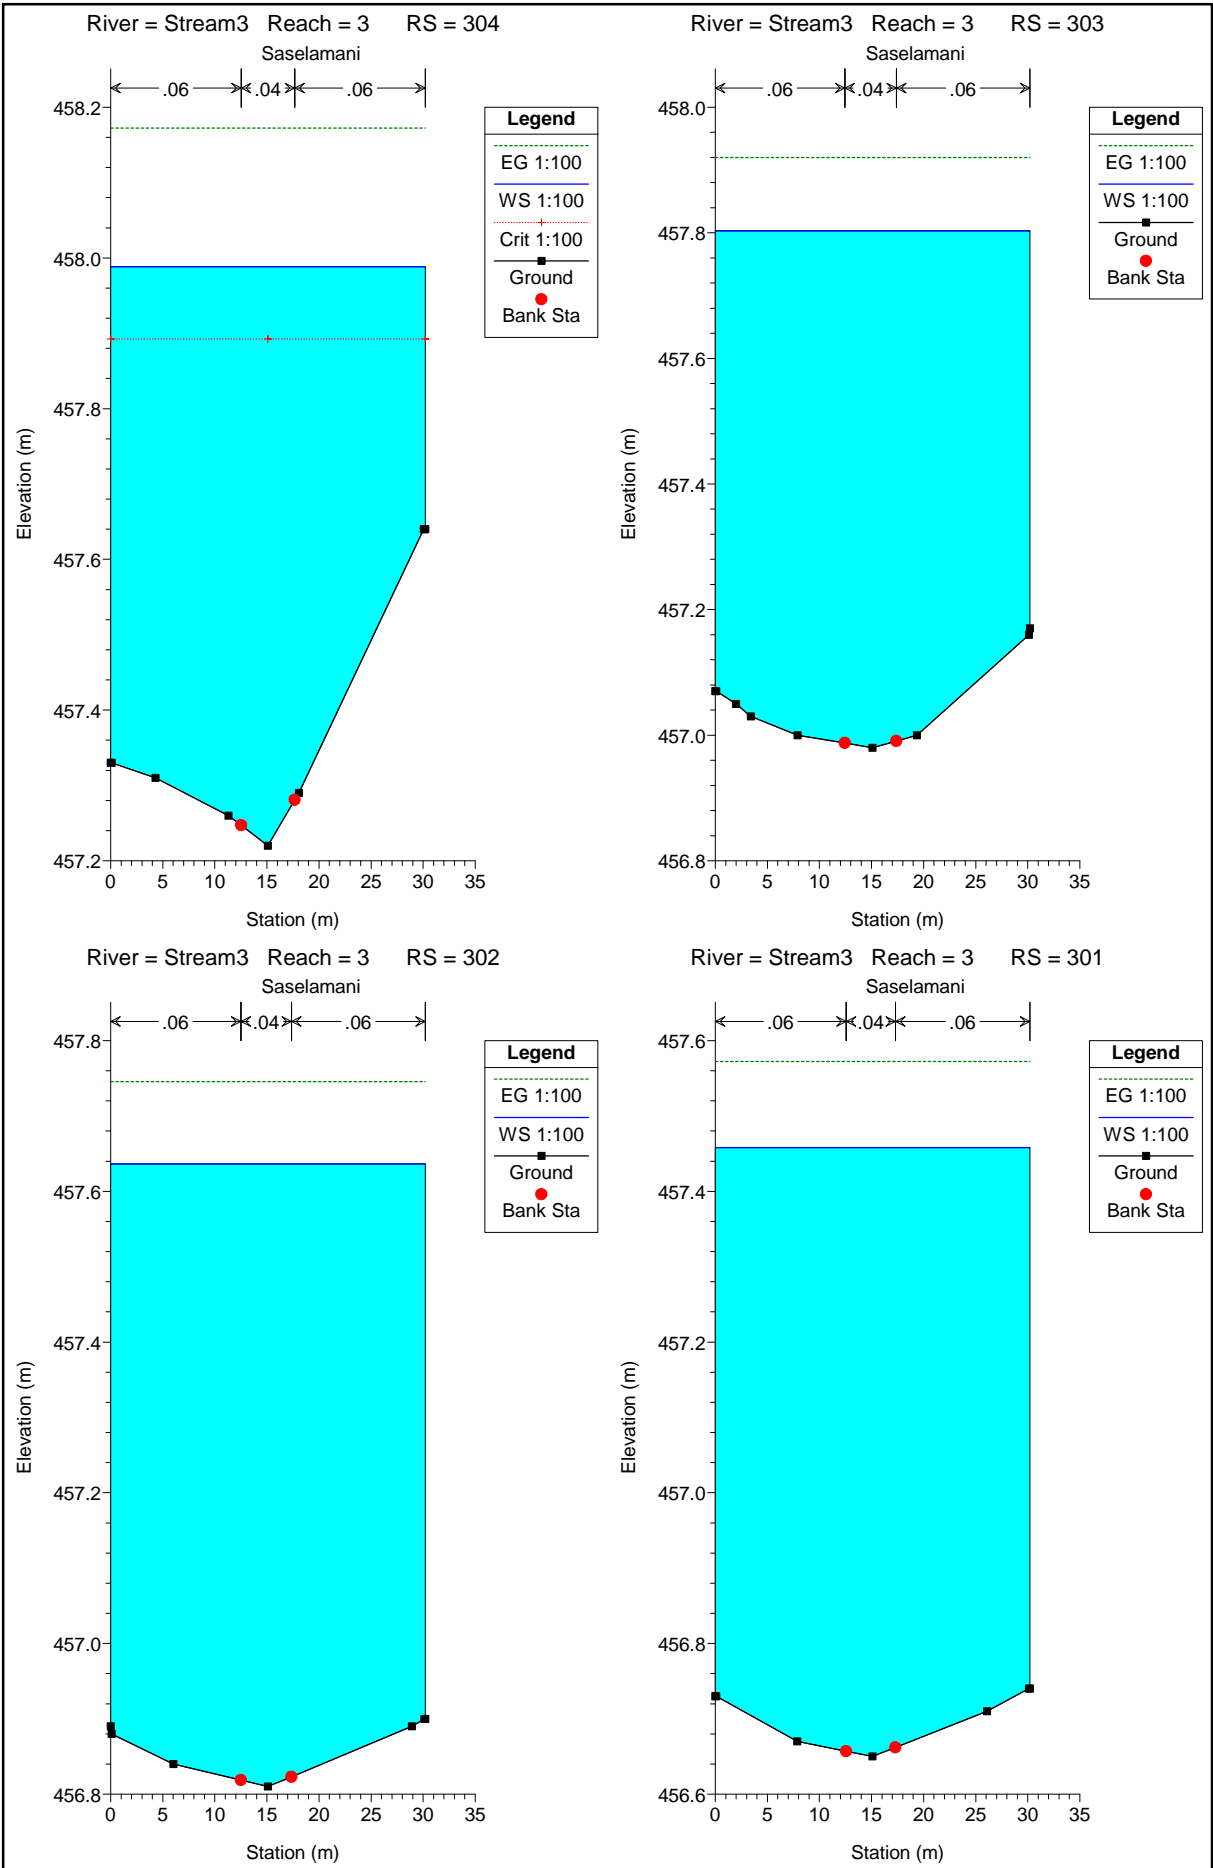 River = Stream3   Reach = 3      RS = 304
Saselamani
.06 .04 .06
458.2
458.0
457.8
457.6
457.4
457.2
Elevation (m)
0 5 10 15 20 25 30 35
Station (m)
Legend
EG 1:100
WS 1:100
Crit 1:100
Ground
Bank Sta
River = Stream3   Reach = 3      RS = 303
Saselamani
.06 .04 .06
458.0
457.8
457.6
457.4
457.2
457.0
456.8
Elevation (m)
0 5 10 15 20 25 30 35
Station (m)
Legend
EG 1:100
WS 1:100
Ground
Bank Sta
River = Stream3   Reach = 3      RS = 302
Saselamani
.06 .04 .06
457.8
457.6
457.4
457.2
457.0
456.8
Elevation (m)
0 5 10 15 20 25 30 35
Station (m)
Legend
EG 1:100
WS 1:100
Ground
Bank Sta
River = Stream3   Reach = 3      RS = 301
Saselamani
.06 .04 .06
457.6
457.4
457.2
457.0
456.8
456.6
Elevation (m)
0 5 10 15 20 25 30 35
Station (m)
Legend
EG 1:100
WS 1:100
Ground
Bank Sta